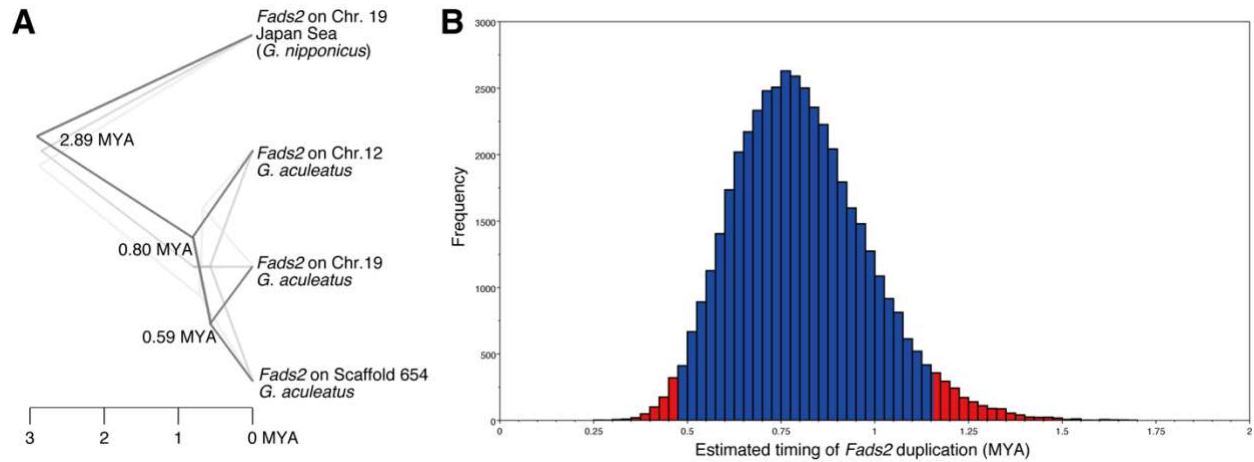 A
Fads2 on Chr. 19
Japan Sea
(G. nipponicus)
2.89 MYA
Fads2 on Chr.12
G. aculeatus
0.80 MYA
Fads2 on Chr.19
G. aculeatus
0.59 MYA
Fads2 on Scaffold 654
G. aculeatus
3 2 1 0 MYA
B
3000
2500
2000
1500
1000
500
0
Frequency
0 0.25 0.5 0.75 1 1.25 1.5 1.75 2
Estimated timing of Fads2 duplication (MYA)